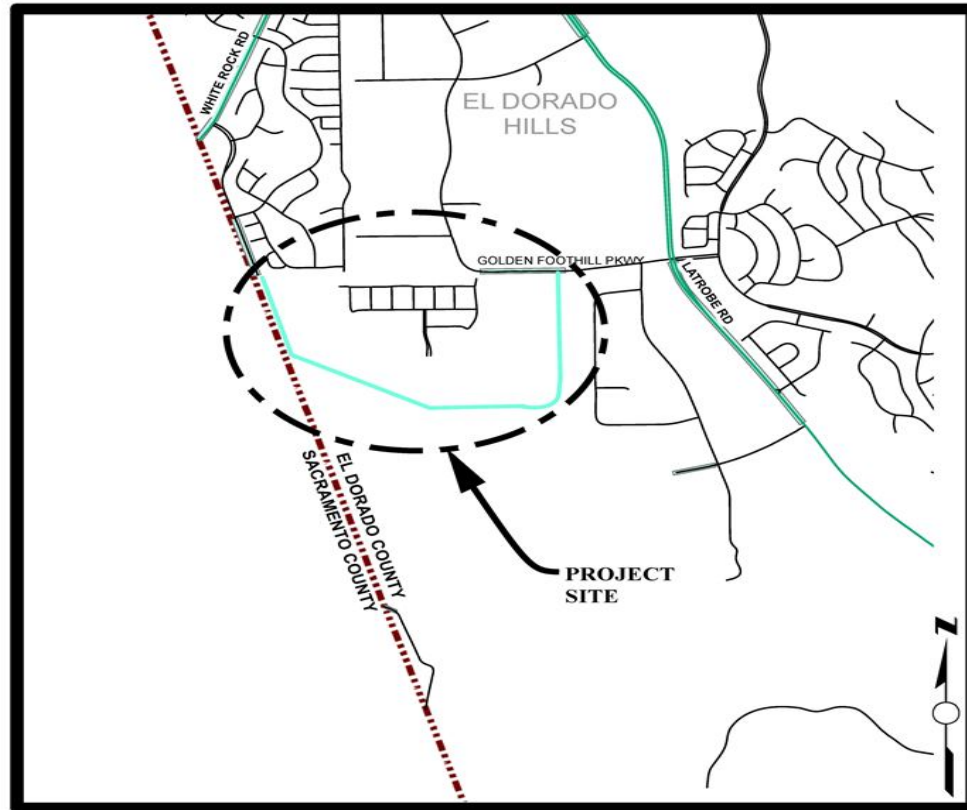 WHITE ROCK RD
EL DORADO
HILLS
GOLDEN FOOTHILL PKWY
LATROBE RD
EL DORADO COUNTY
SACRAMENTO COUNTY
PROJECT
SITE
N